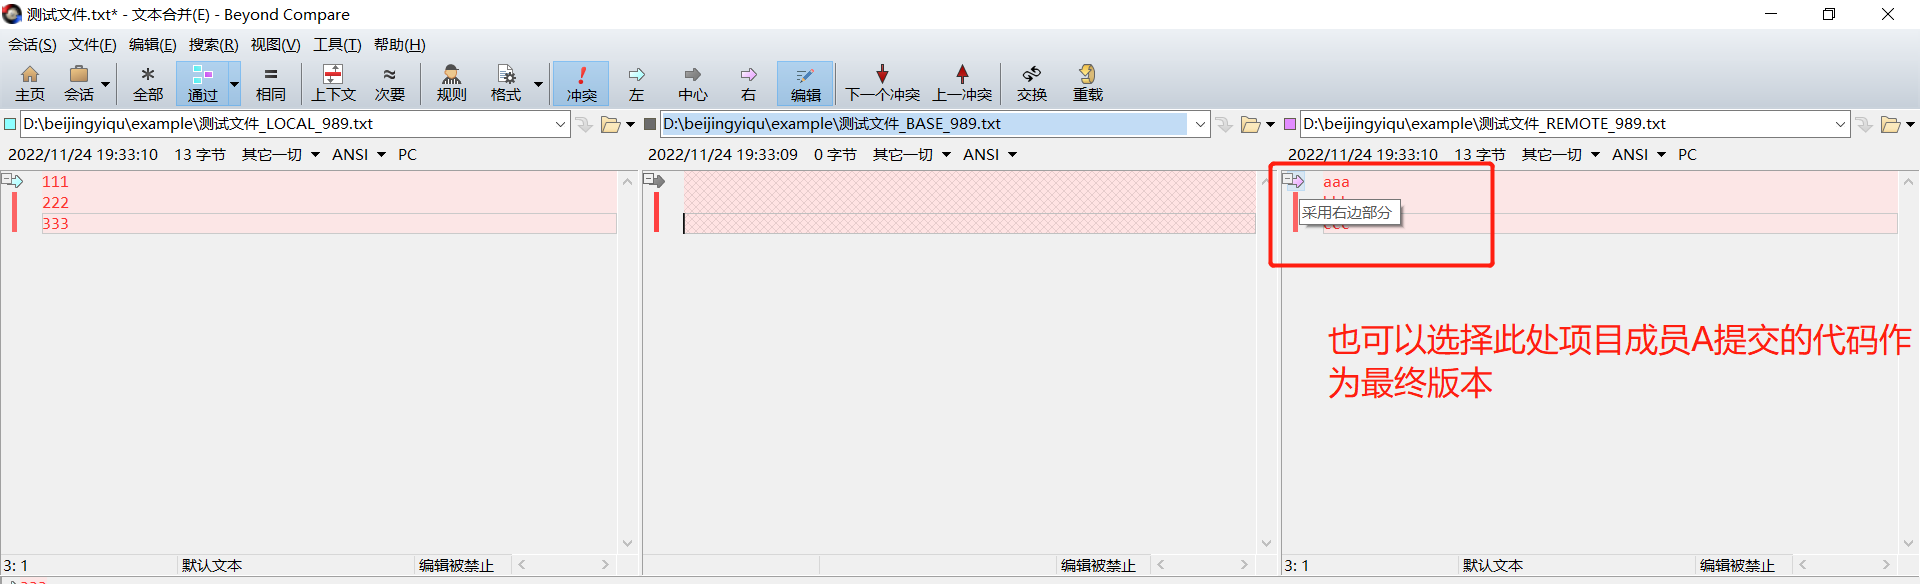 测试文件.txt* - 文本合并(E) - Beyond Compare
会话(S) 文件(F) 编辑(E) 搜索(R) 视图(V) 工具(T) 帮助(H)
主页 会话 全部 通过 相同 上下文 次要 规则 格式 冲突 左 中心 右 编辑 下一个冲突 上一冲突 交换 重载
D:\beijingyiqu\example\测试文件_LOCAL_989.txt D:\beijingyiqu\example\测试文件_BASE_989.txt D:\beijingyiqu\example\测试文件_REMOTE_989.txt
2022/11/24 19:33:10 13 字节 其它一切 ANSI PC 2022/11/24 19:33:09 0 字节 其它一切 ANSI 2022/11/24 19:33:10 13 字节 其它一切 ANSI PC
111 aaa
222
采用右边部分
333
也可以选择此处项目成员A提交的代码作
为最终版本
3: 1 默认文本 编辑被禁止 编辑被禁止 3: 1 默认文本 编辑被禁止